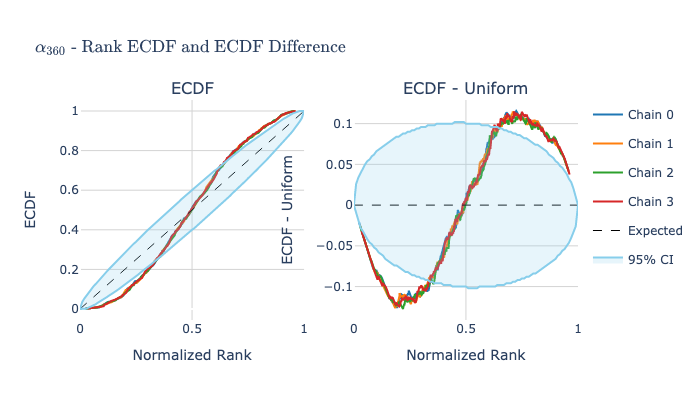 α360 - Rank ECDF and ECDF Difference
ECDF
ECDF - Uniform
ECDF
1
0.8
0.6
0.4
0.2
0
0
0.5
1
Normalized Rank
ECDF - Uniform
0.1
0.05
0
−0.05
−0.1
0
0.5
1
Normalized Rank
Chain 0
Chain 1
Chain 2
Chain 3
Expected
95% CI